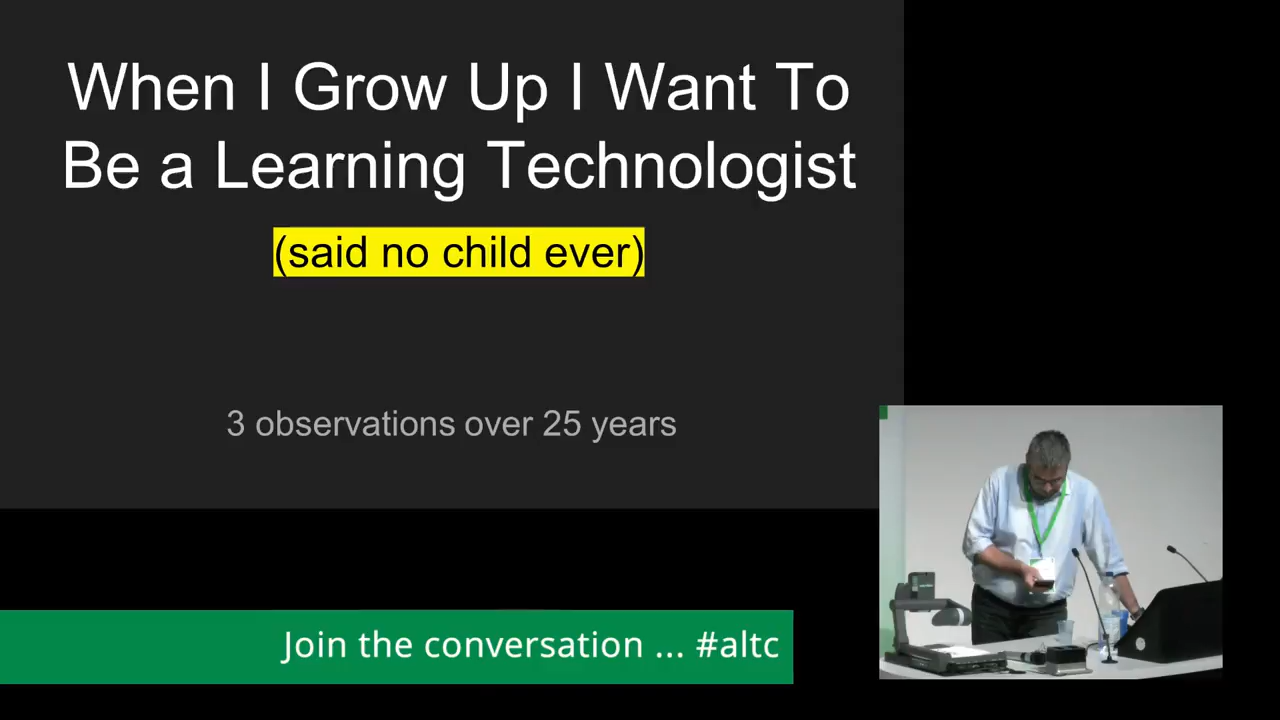 When I Grow Up I Want To
Be a Learning Technologist
(said no child ever)
3 observations over 25 years
Join the conversation ... #altc